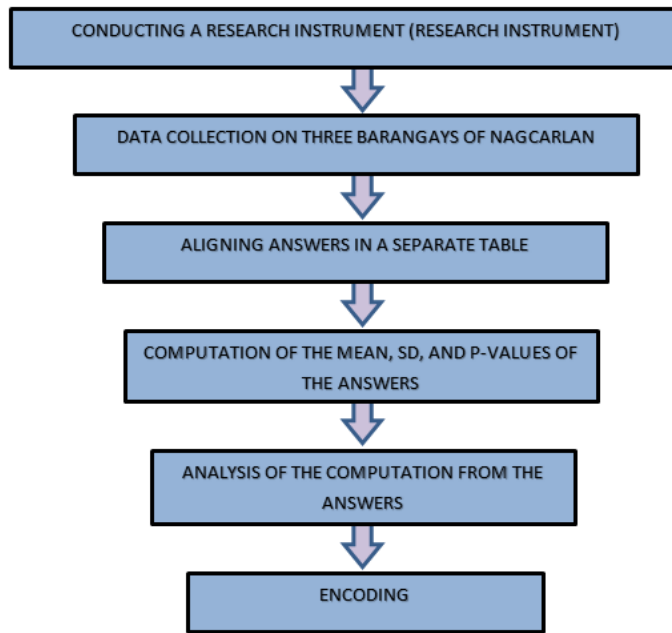 CONDUCTING A RESEARCH INSTRUMENT (RESEARCH INSTRUMENT)
DATA COLLECTION ON THREE BARANGAYS OF NAGCARLAN
ALIGNING ANSWERS IN A SEPARATE TABLE
COMPUTATION OF THE MEAN, SD, AND P-VALUES OF
THE ANSWERS
ANALYSIS OF THE COMPUTATION FROM THE
ANSWERS
ENCODING